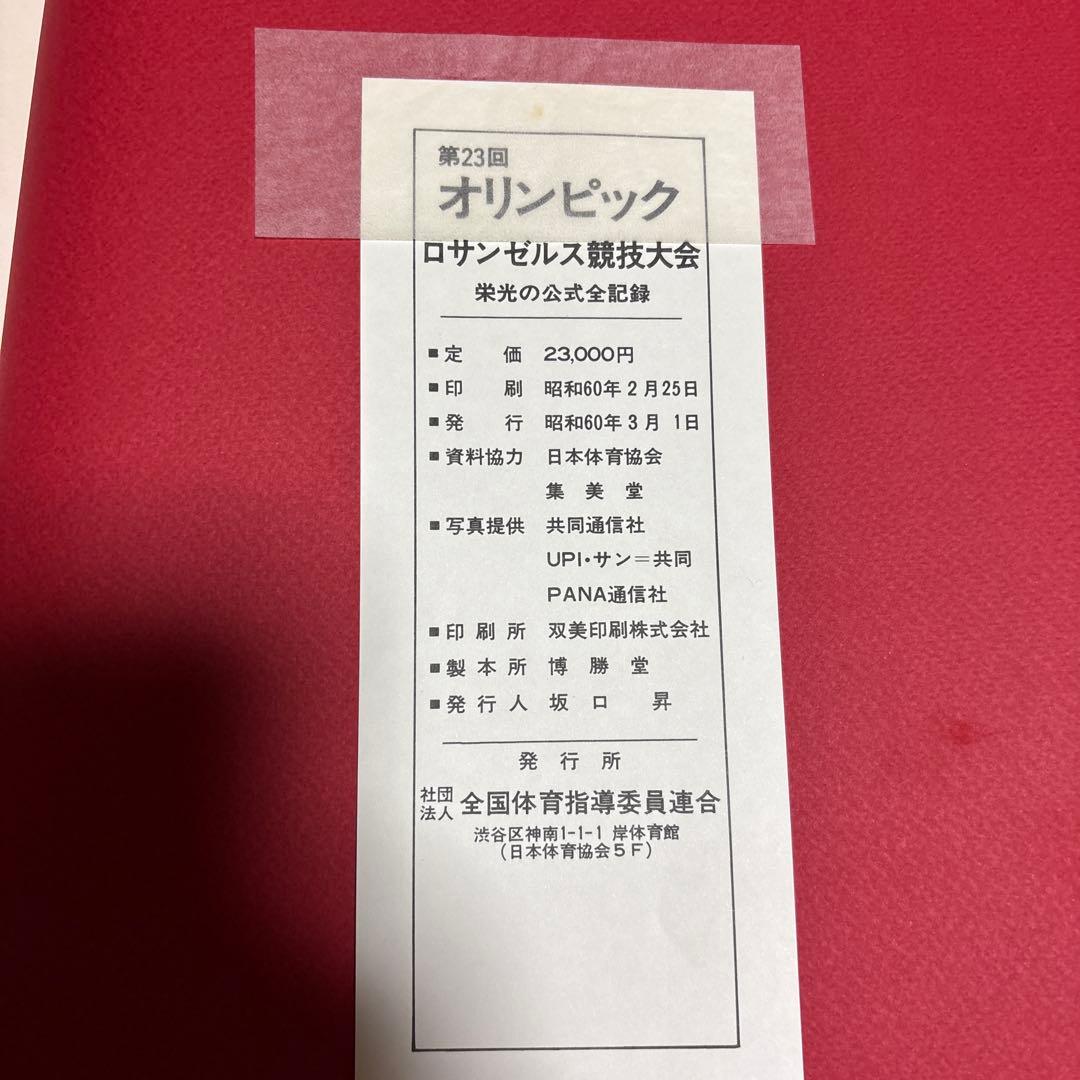 第23回
オリンピック
ロサンゼルス競技大会
栄光の公式全記録
■定　　価　23,000円
■印　　刷　昭和60年2月25日
■発　　行　昭和60年3月 1日
■資料協力　日本体育協会
集　美　堂
■写真提供　共同通信社
UPI・サン＝共同
PANA通信社
■印 刷 所　双美印刷株式会社
■製 本 所　博　勝　堂
■発 行 人　坂　口　　昇
発　行　所
社団法人 全国体育指導委員連合
渋谷区神南1-1-1 岸体育館
(日本体育協会5F)